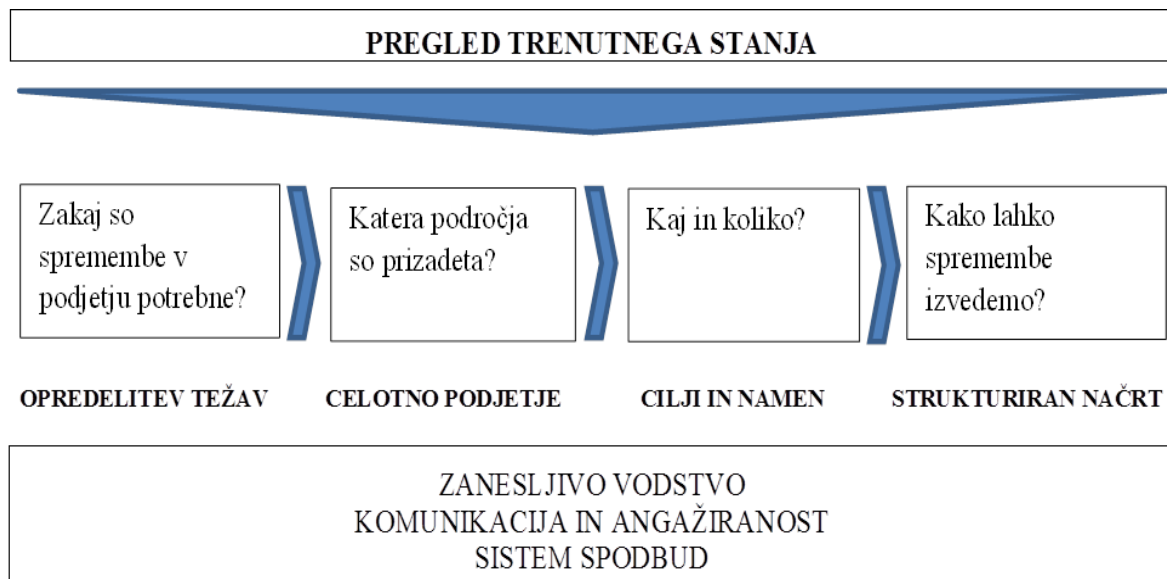 PREGLED TRENUTNEGA STANJA
Zakaj so
spremembe v
podjetju potrebne?
Katera področja
so prizadeta?
Kaj in koliko?
Kako lahko
spremembe
izvedemo?
OPREDELITEV TEŽAV
CELOTNO PODJETJE
CILJI IN NAMEN
STRUKTURIRAN NAČRT
ZANESLJIVO VODSTVO
KOMUNIKACIJA IN ANGAŽIRANOST
SISTEM SPODBUD